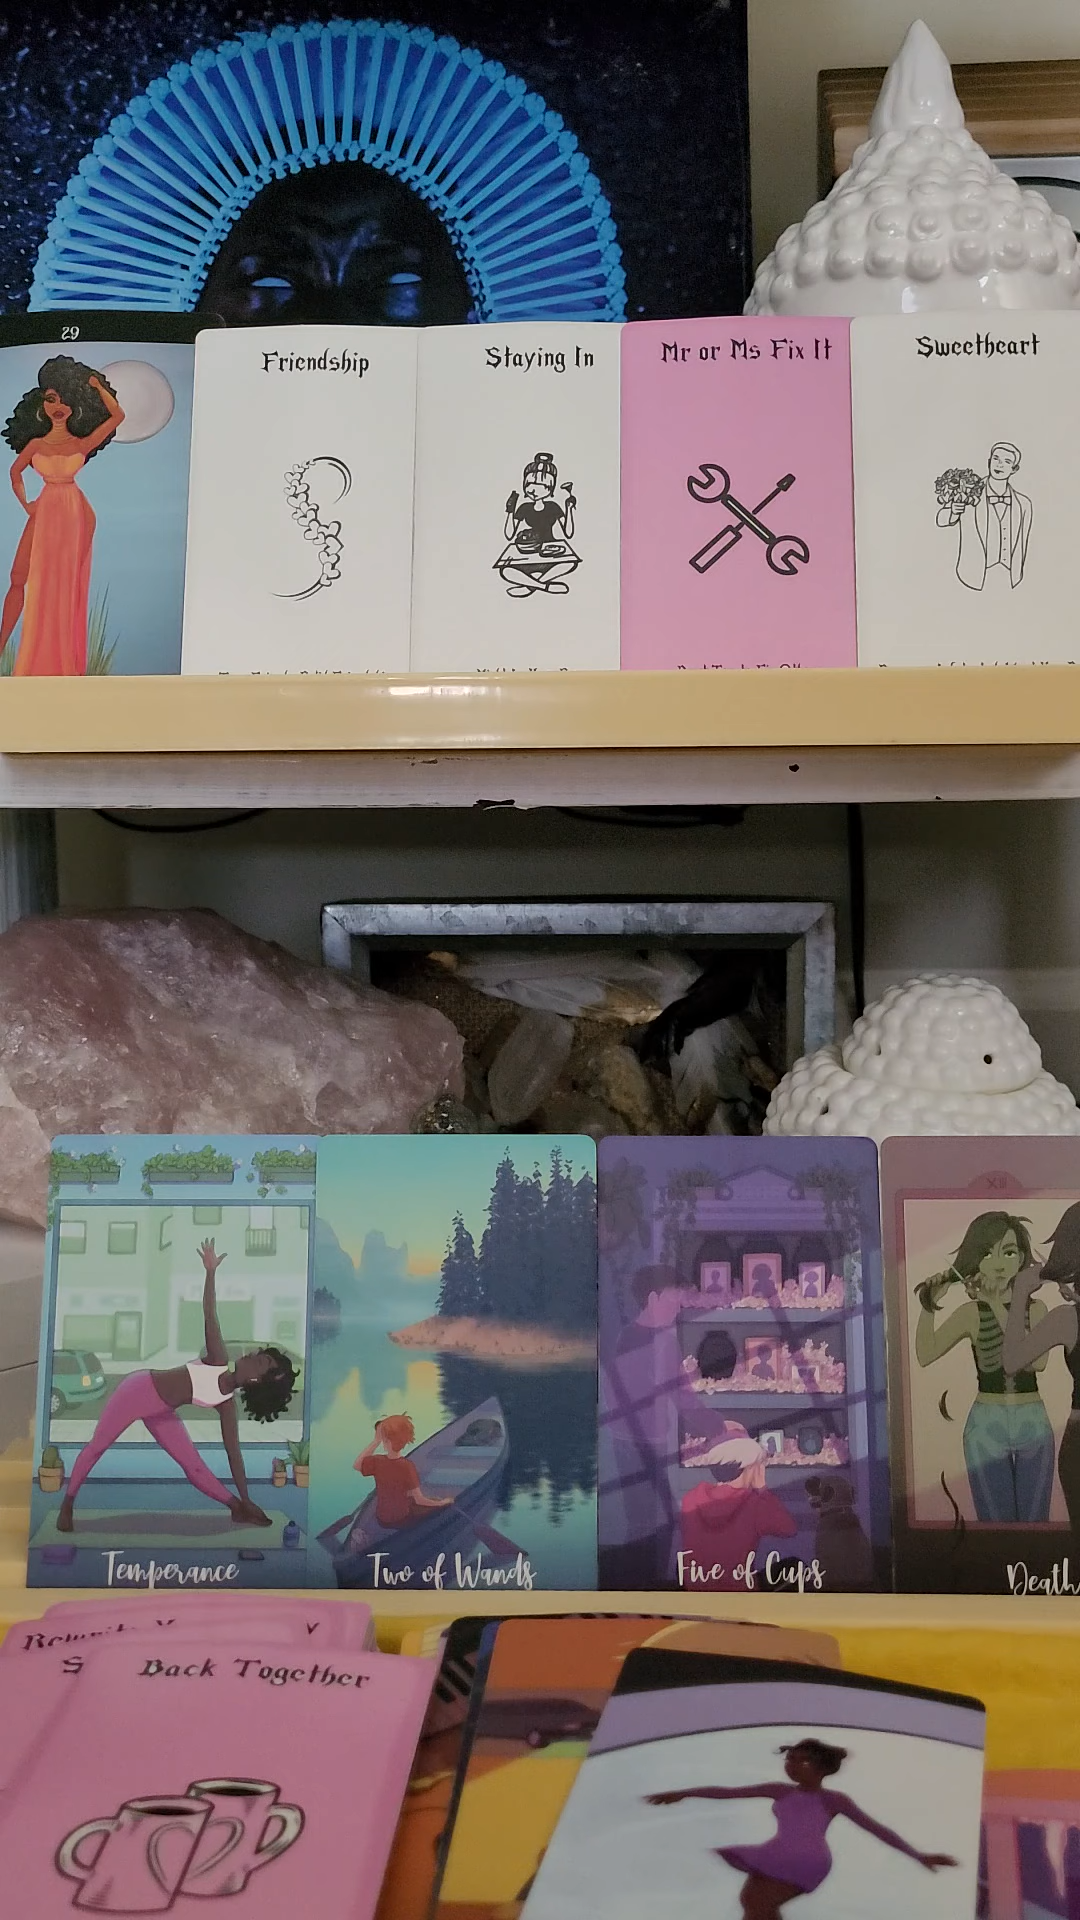 29
Friendship
Staying In
Mr or Ms Fix It
Sweetheart
XIII
Temperance
Two of Wands
Five of Cups
Death
Back Together